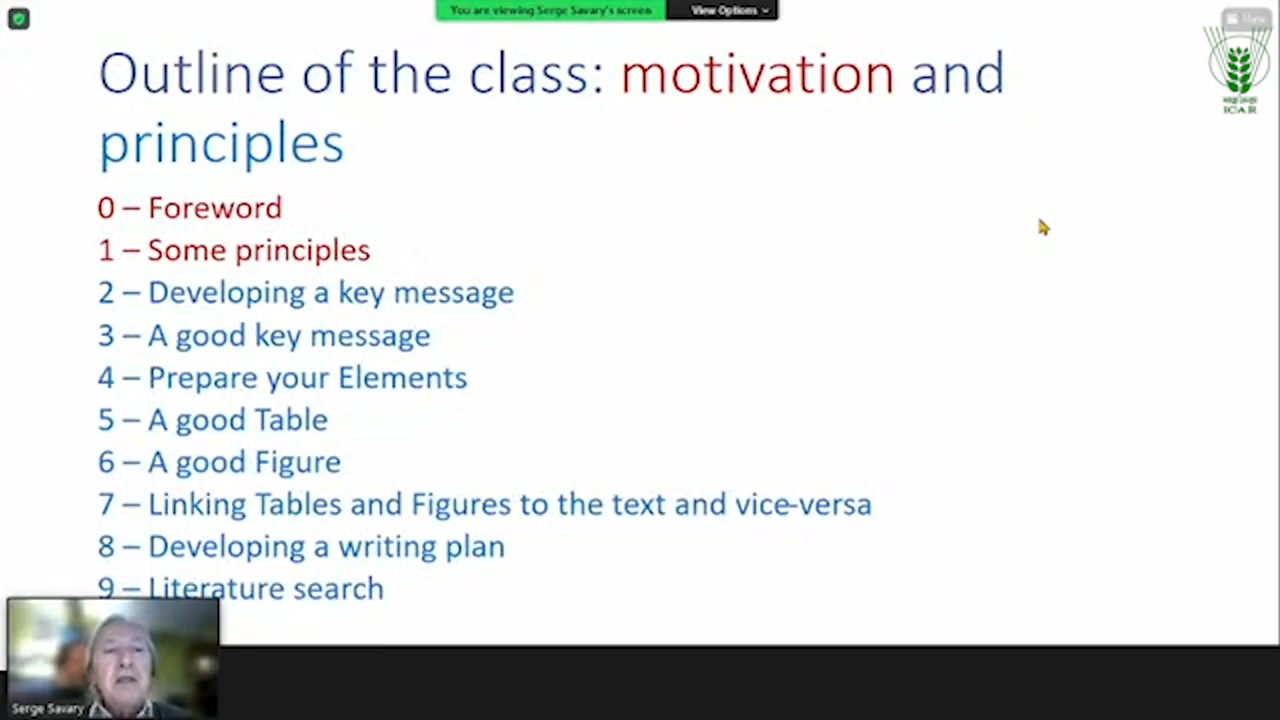 You are viewing Serge Savary's screen
View Options
View
Outline of the class: motivation and
principles
ICAR
0 – Foreword
1 – Some principles
2 – Developing a key message
3 – A good key message
4 – Prepare your Elements
5 – A good Table
6 – A good Figure
7 – Linking Tables and Figures to the text and vice-versa
8 – Developing a writing plan
9 – Literature search
Serge Savary